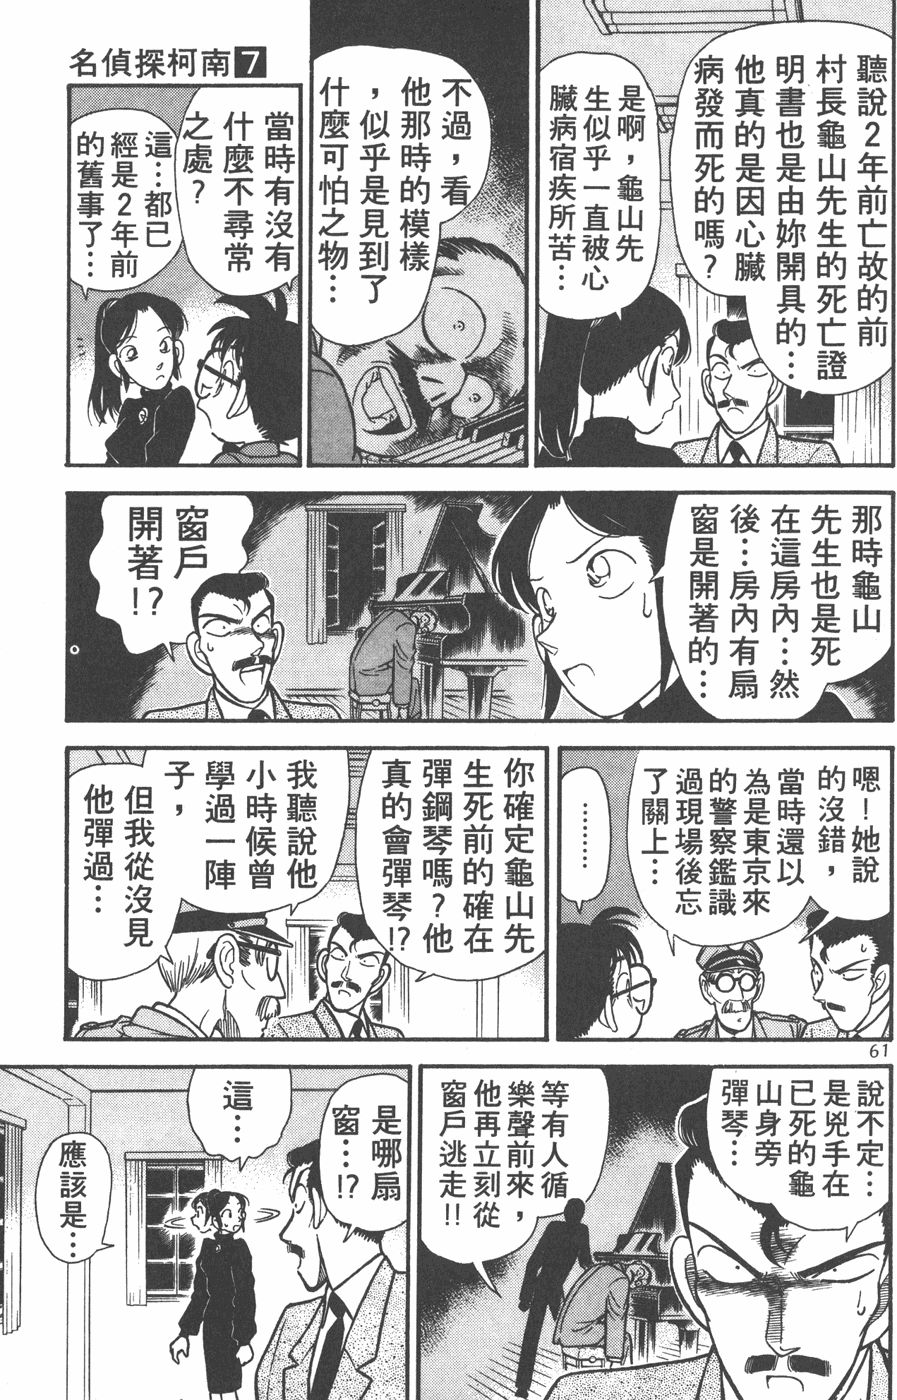 名偵探柯南7
聽說2年前亡故的前
村長龜山先生的死亡證
明書也是由妳開具的…
他真的是因心臟
病發而死的嗎?
是啊,龜山先
生似乎一直被心
臟病宿疾所苦…
不過,看
他那時的模樣
,似乎是見到了
什麼可怕之物…
當時有沒有
什麼不尋常
之處?
這…都已
經是2年前
的舊事了…
那時龜山
先生也是死
在這房內…然
後…房內有扇
窗是開著的…
窗戶
開著!?
嗯!她說
的沒錯,
當時還以
為是東京來
的警察鑑識
過現場後忘
了關上…
………
你確定龜山先
生死前的確在
彈鋼琴嗎?他
真的會彈琴!?
我聽說他
小時候曾
學過一陣
子,
但我從沒見
他彈過…
61
說不定…
是兇手在
已死的龜
山身旁
彈琴…
等有人循
樂聲前來,
他再立刻從
窗戶逃走!!
是哪扇
窗…!?
這…
應該是…